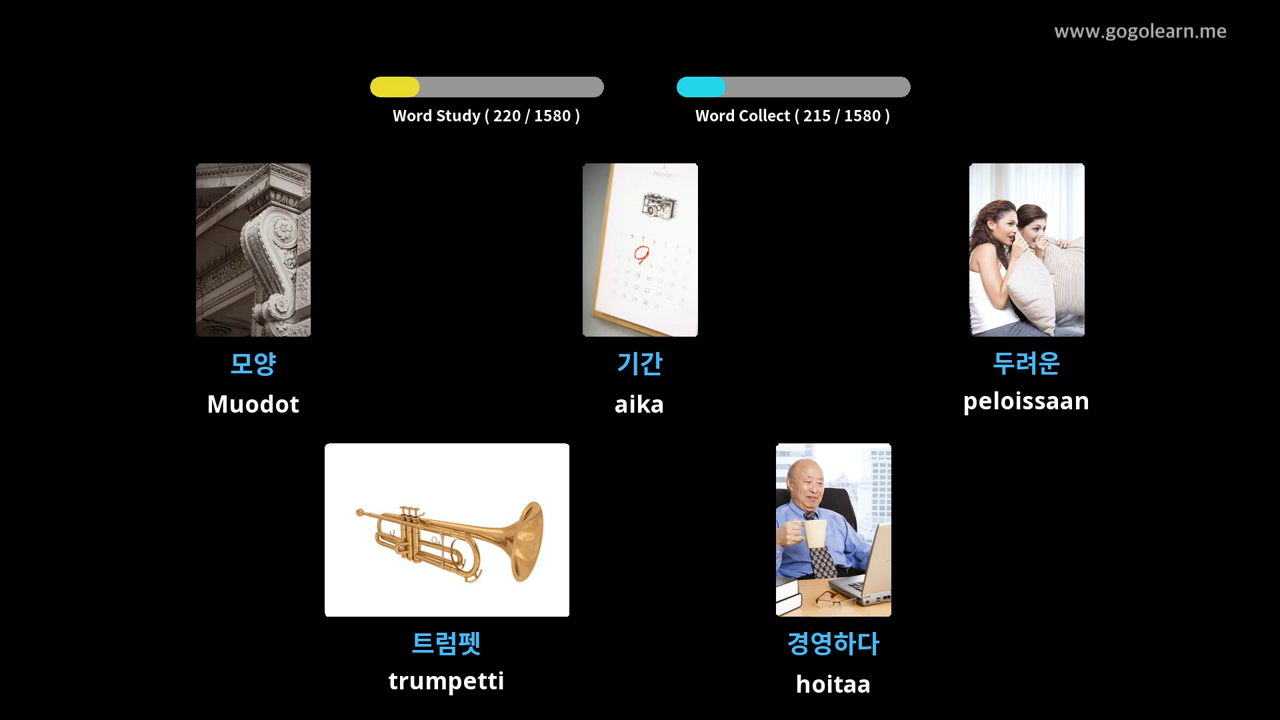 www.gogolearn.me
Word Study ( 220 / 1580 )
Word Collect ( 215 / 1580 )
모양
Muodot
기간
aika
두려운
peloissaan
트럼펫
trumpetti
경영하다
hoitaa